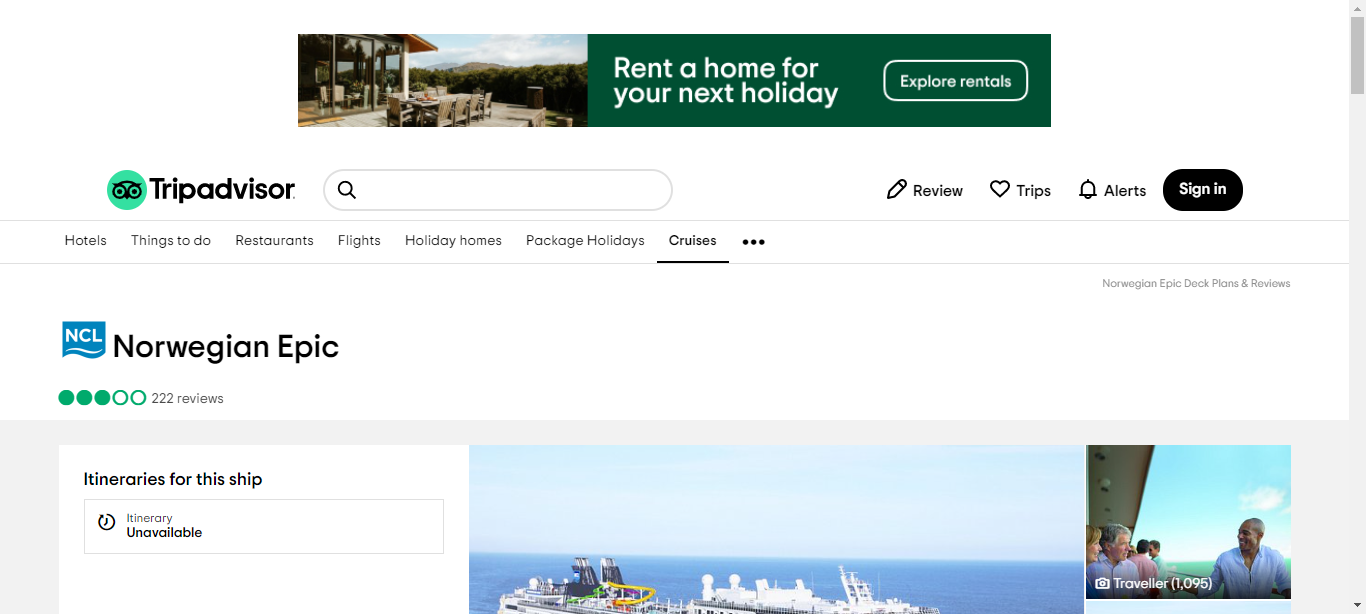 Rent a home for
your next holiday
Explore rentals
Tripadvisor
Review
Trips
Alerts
Sign in
Hotels
Things to do
Restaurants
Flights
Holiday homes
Package Holidays
Cruises
Norwegian Epic Deck Plans & Reviews
NCL
Norwegian Epic
222 reviews
Itineraries for this ship
Itinerary
Unavailable
Traveller (1,095)